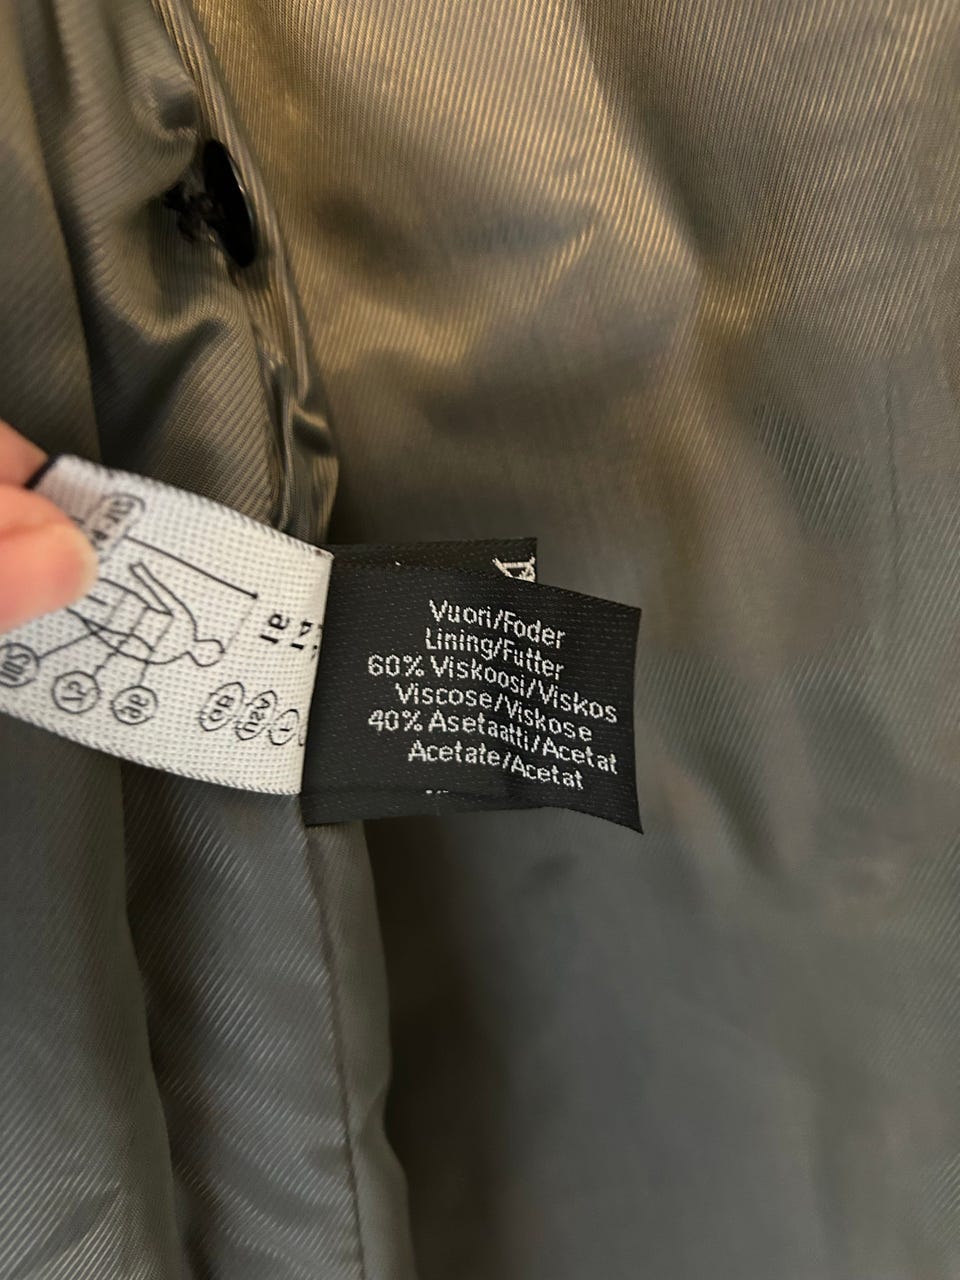 Vuori/Foder
Lining/Futter
60% Viskoosi/Viskos
Viscose/Viskose
40% Asetaatti/Acetat
Acetate/Acetat